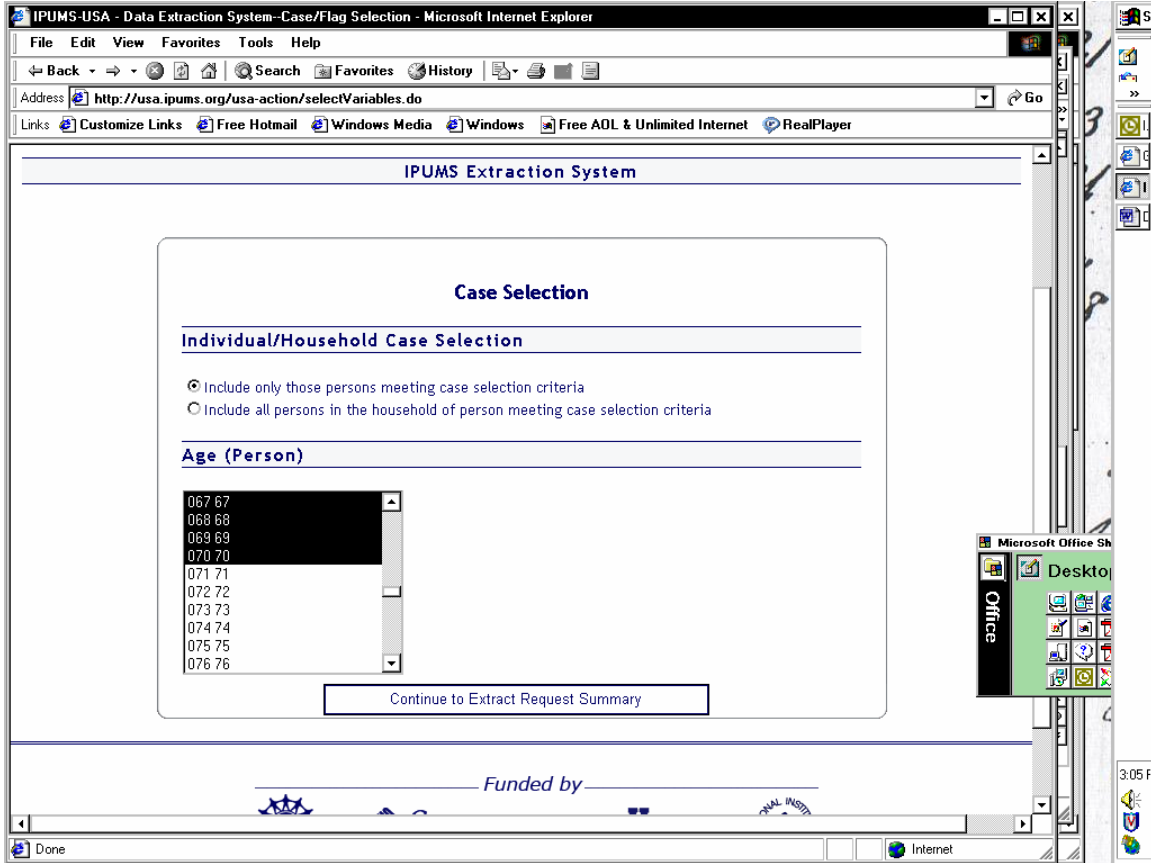 IPUMS-USA - Data Extraction System--Case/Flag Selection - Microsoft Internet Explorer
File Edit View Favorites Tools Help
Back Search Favorites History
Address http://usa.ipums.org/usa-action/selectVariables.do Go
Links Customize Links Free Hotmail Windows Media Windows Free AOL & Unlimited Internet RealPlayer
IPUMS Extraction System
Case Selection
Individual/Household Case Selection
Include only those persons meeting case selection criteria
Include all persons in the household of person meeting case selection criteria
Age (Person)
067 67
068 68
069 69
070 70
071 71
072 72
073 73
074 74
075 75
076 76
Continue to Extract Request Summary
Funded by
Done Internet
Microsoft Office Sh
Office
Deskto
3:05